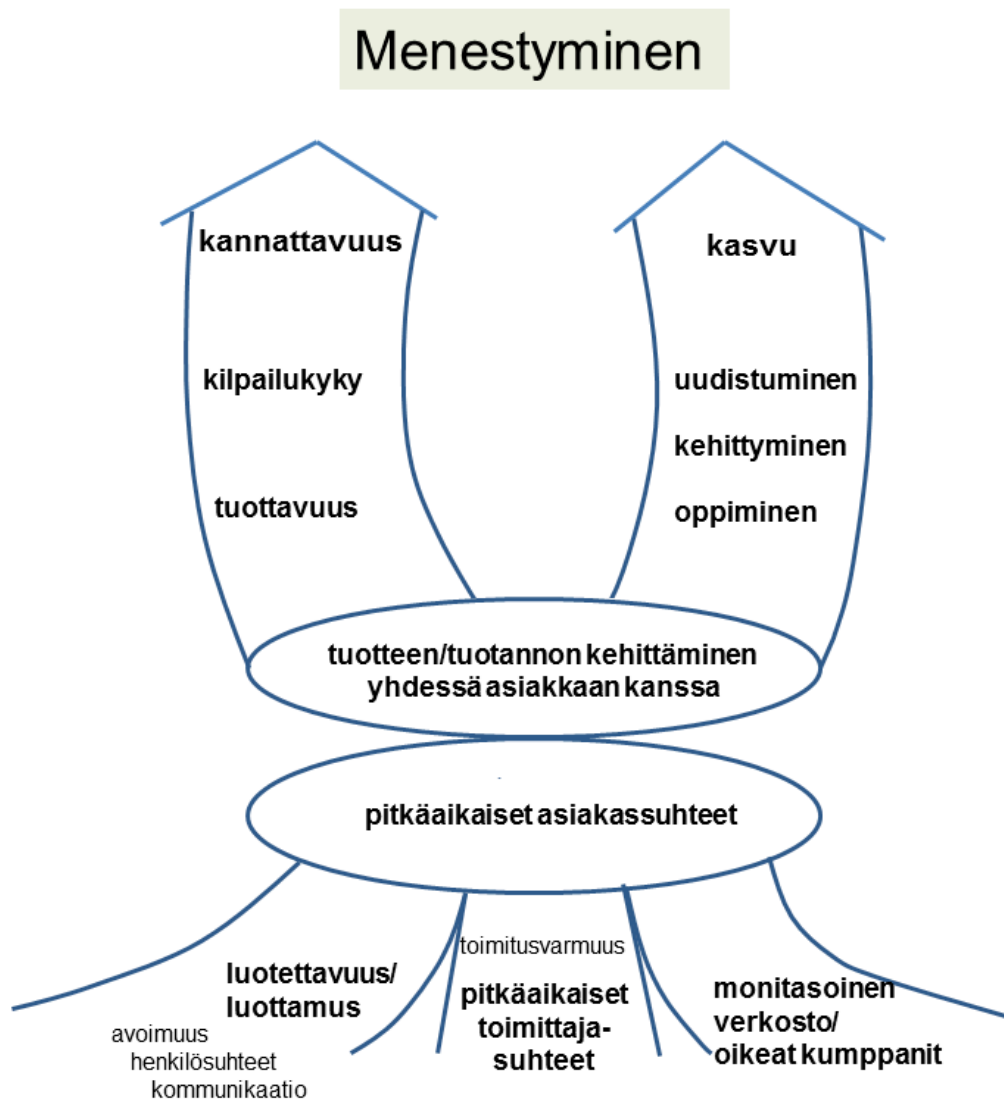 Menestyminen
kannattavuus
kilpailukyky
tuottavuus
kasvu
uudistuminen
kehittyminen
oppiminen
tuotteen/tuotannon kehittäminen
yhdessä asiakkaan kanssa
pitkäaikaiset asiakassuhteet
luotettavuus/
luottamus
avoimuus
henkilösuhteet
kommunikaatio
toimitusvarmuus
pitkäaikaiset
toimittaja-
suhteet
monitasoinen
verkosto/
oikeat kumppanit